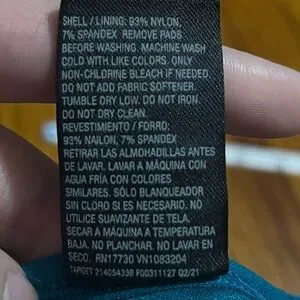 SHELL / LINING: 93% NYLON,
7% SPANDEX REMOVE PADS
BEFORE WASHING. MACHINE WASH
COLD WITH LIKE COLORS. ONLY
NON-CHLORINE BLEACH IF NEEDED.
DO NOT ADD FABRIC SOFTENER.
TUMBLE DRY LOW. DO NOT IRON.
DO NOT DRY CLEAN.
REVESTIMIENTO / FORRO:
93% NAILON, 7% SPANDEX
RETIRAR LAS ALMOHADILLAS ANTES
DE LAVAR. LAVAR A MÁQUINA CON
AGUA FRÍA CON COLORES
SIMILARES. SÓLO BLANQUEADOR
SIN CLORO SI ES NECESARIO. NO
UTILICE SUAVIZANTE DE TELA.
SECAR A MÁQUINA A TEMPERATURA
BAJA. NO PLANCHAR. NO LAVAR EN
SECO. RN17730 VN1083204
214054330 FG0311127 02/21